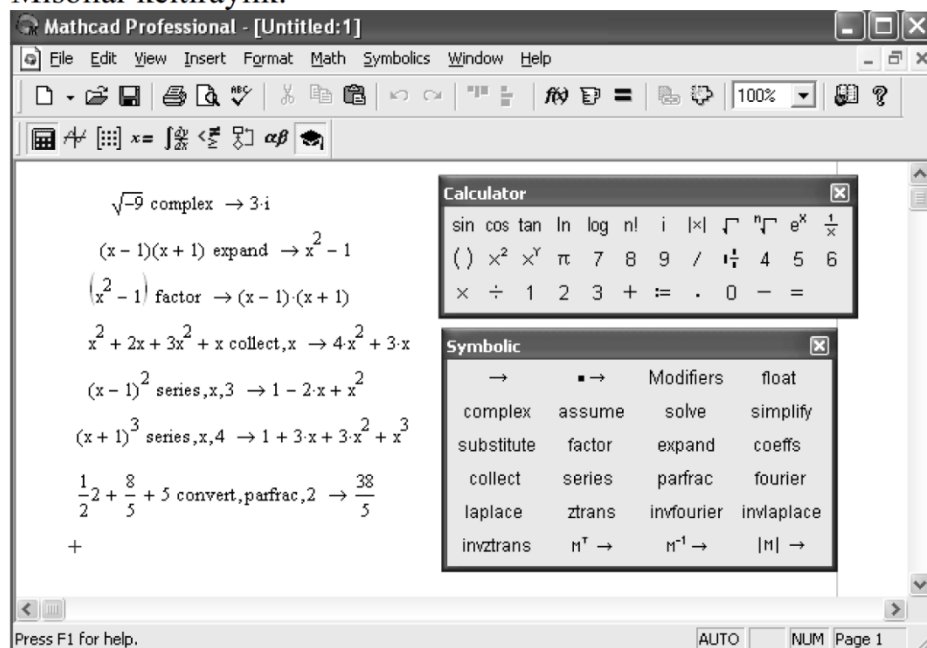 Misollar keltiraylik.
Mathcad Professional - [Untitled:1]
File Edit View Insert Format Math Symbolics Window Help
100%
√-9 complex → 3·i
(x − 1)(x + 1) expand → x² − 1
(x² − 1) factor → (x − 1)·(x + 1)
x² + 2x + 3x² + x collect,x → 4·x² + 3·x
(x − 1)² series,x,3 → 1 − 2·x + x²
(x + 1)³ series,x,4 → 1 + 3·x + 3·x² + x³
1/2 2 + 8/5 + 5 convert,parfrac,2 → 38/5
+
Calculator
sin cos tan ln log n! i |×| √ ⁿ√ eˣ 1/x
( ) ×² ×ʸ π 7 8 9 / 4 5 6
× ÷ 1 2 3 + := . 0 − =
Symbolic
→ ▪→ Modifiers float
complex assume solve simplify
substitute factor expand coeffs
collect series parfrac fourier
laplace ztrans invfourier invlaplace
invztrans Mᵀ → M⁻¹ → |M| →
Press F1 for help.
AUTO NUM Page 1